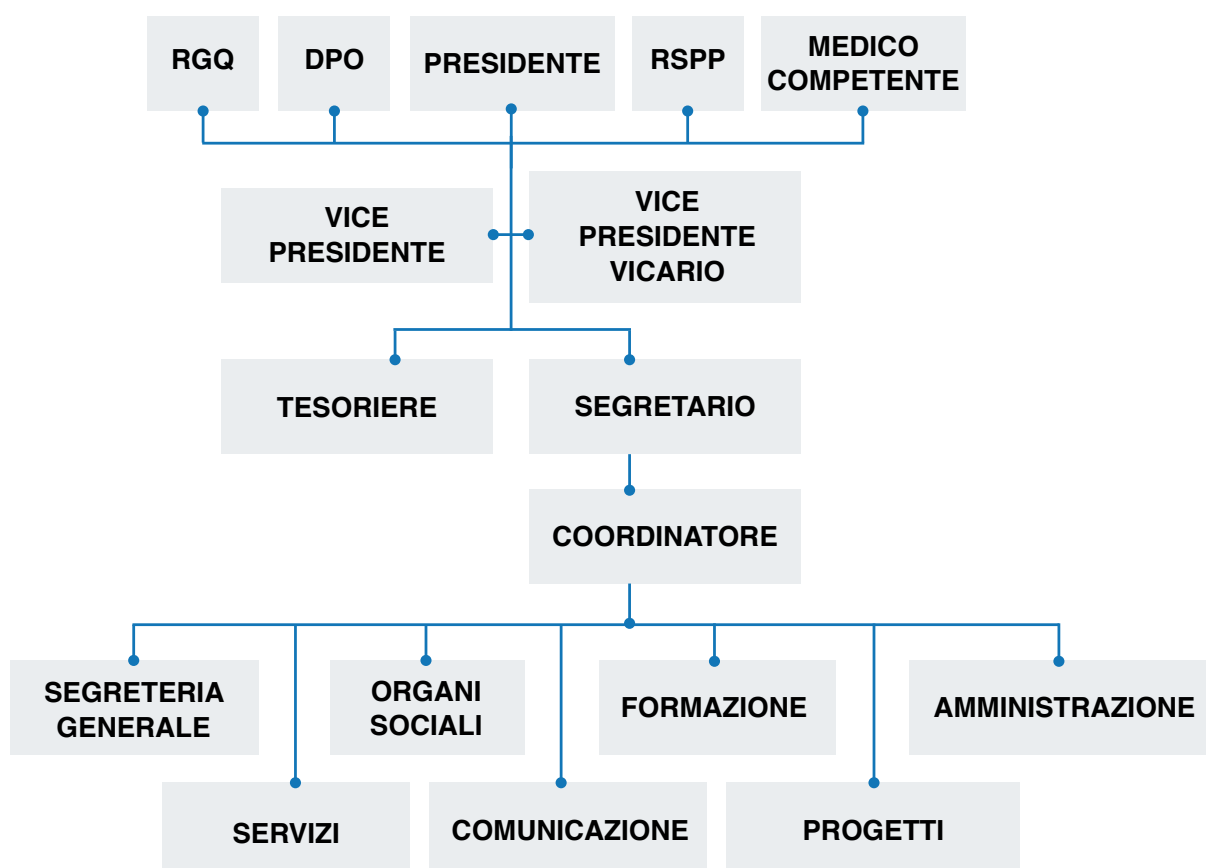 RGQ
DPO
PRESIDENTE
RSPP
MEDICO
COMPETENTE
VICE
PRESIDENTE
VICE
PRESIDENTE
VICARIO
TESORIERE
SEGRETARIO
COORDINATORE
SEGRETERIA
GENERALE
ORGANI
SOCIALI
FORMAZIONE
AMMINISTRAZIONE
SERVIZI
COMUNICAZIONE
PROGETTI